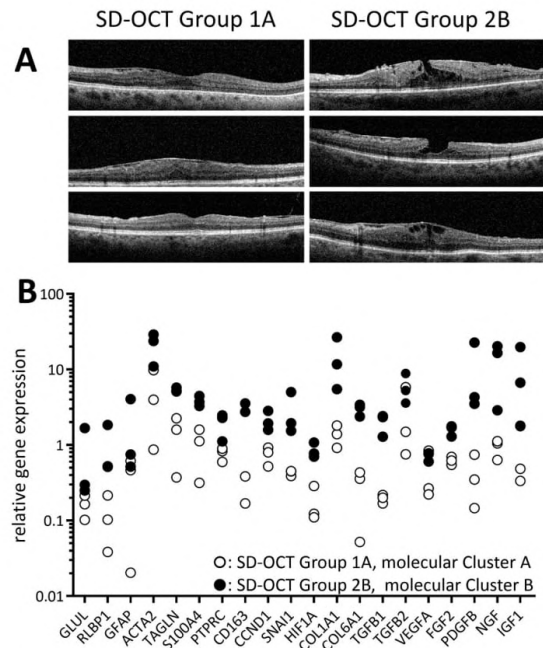 SD-OCT Group 1A SD-OCT Group 2B
A
B
100
10
1
0.1
0.01
relative gene expression
○: SD-OCT Group 1A, molecular Cluster A
●: SD-OCT Group 2B, molecular Cluster B
GLUL RLBP1 GFAP ACTA2 TAGLN S100A4 PTPRC CD163 CCND1 SNAI1 HIF1A COL1A1 COL6A1 TGFB1 TGFB2 VEGFA FGF2 PDGFB NGF IGF1